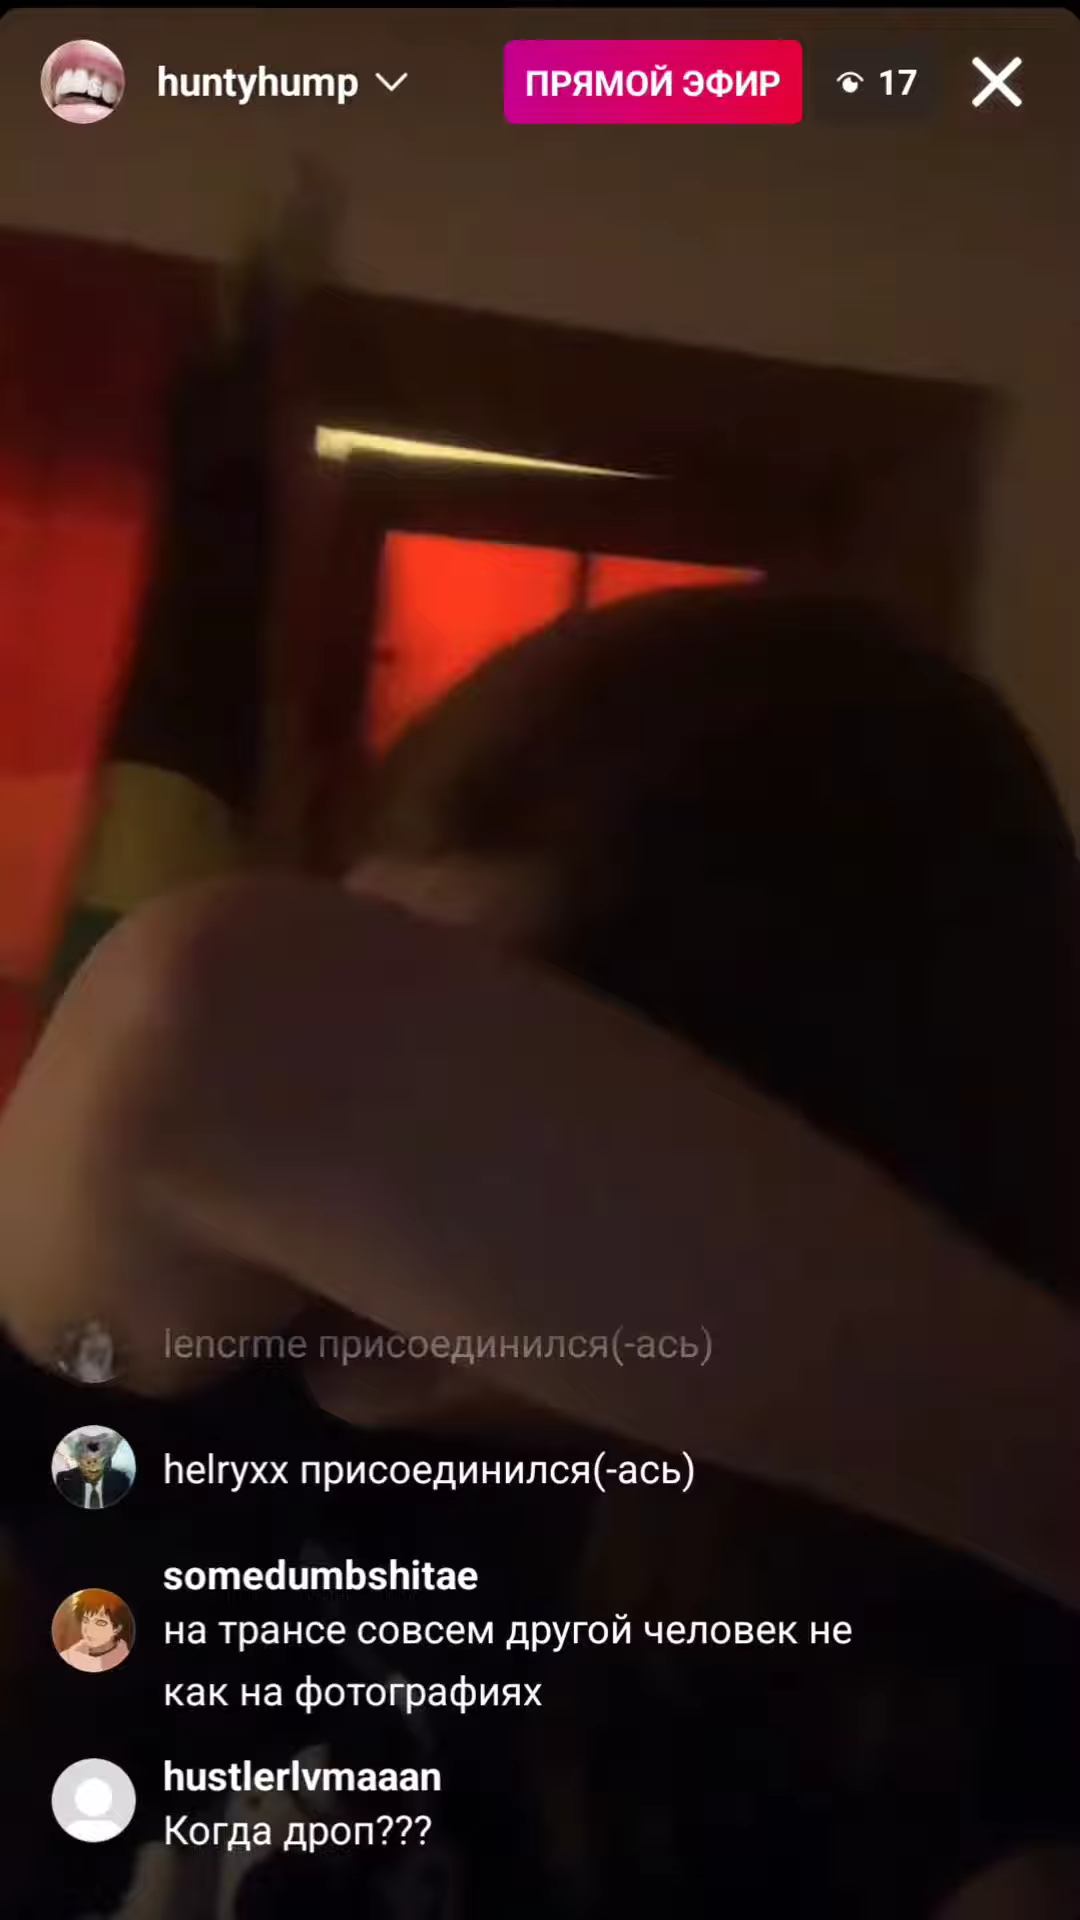 huntyhump
ПРЯМОЙ ЭФИР
17
lencrme присоединился(-ась)
helryxx присоединился(-ась)
somedumbshitae
на трансе совсем другой человек не
как на фотографиях
hustlerlvmaaan
Когда дроп???